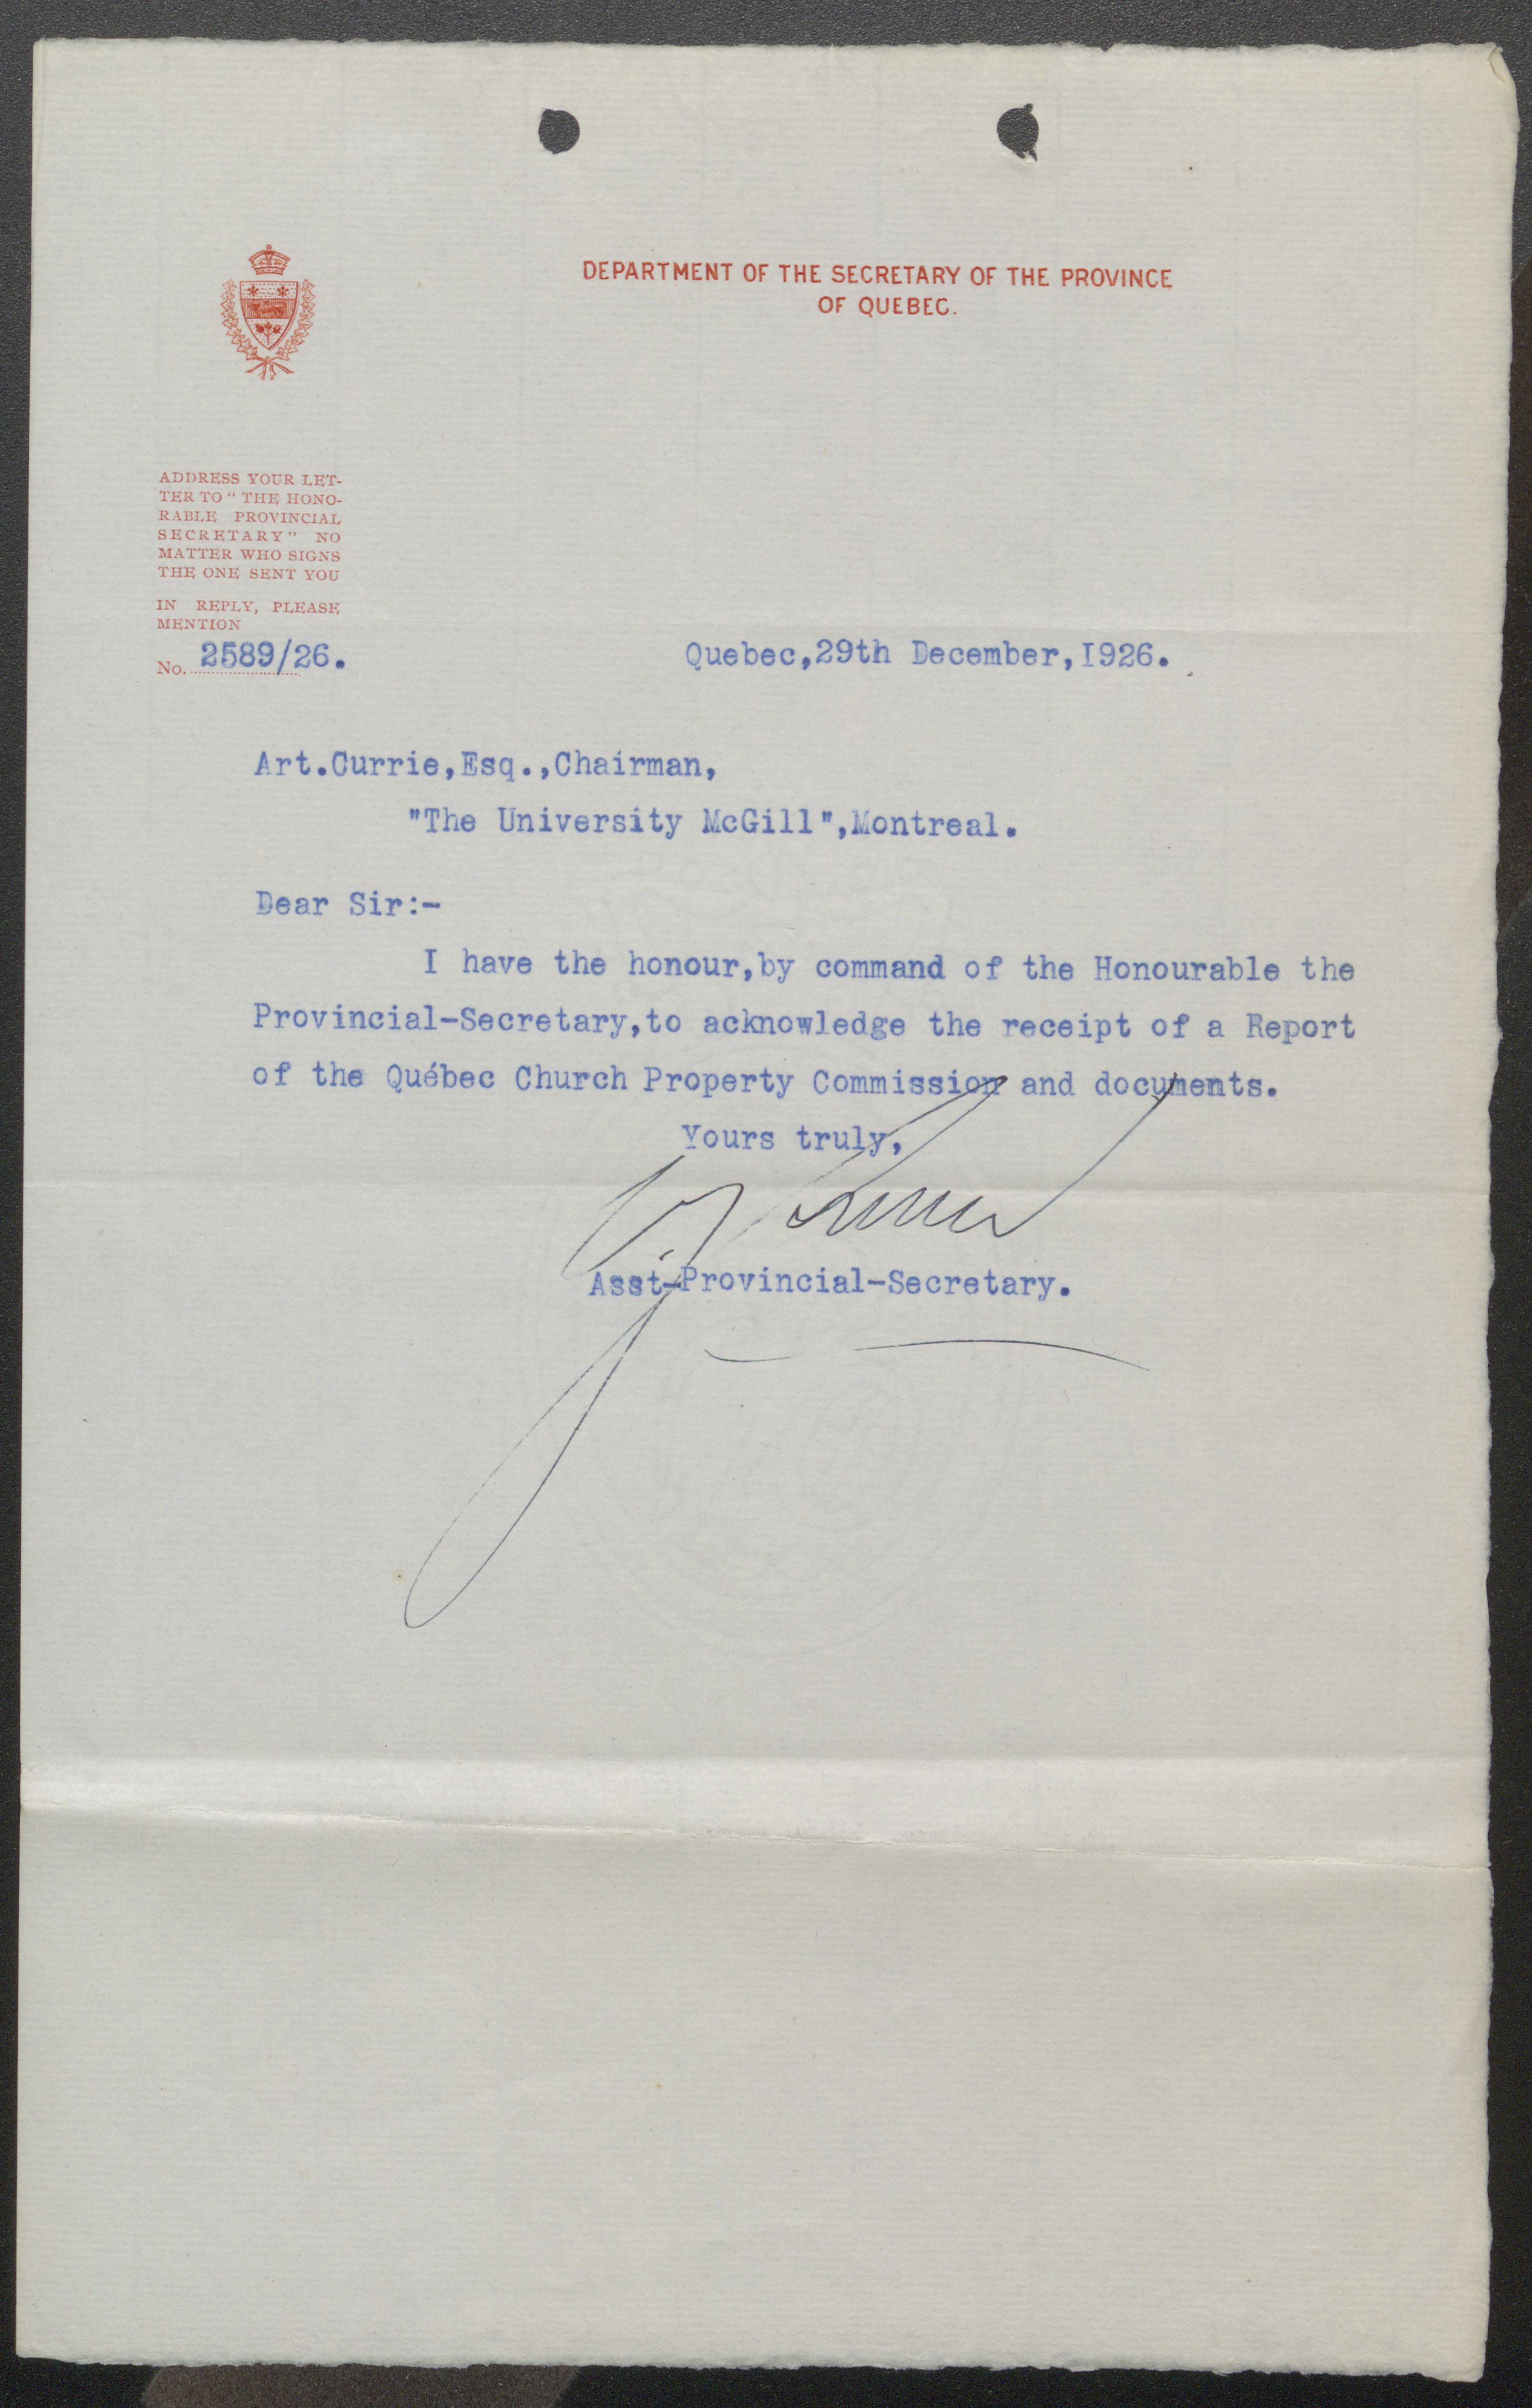 DEPARTMENT OF THE SECRETARY OF THE PROVINCE
OF QUEBEC.
ADDRESS YOUR LET-
TER TO " THE HONO-
RABLE PROVINCIAL
SECRETARY" NO
MATTER WHO SIGNS
THE ONE SENT YOU
IN REPLY, PLEASE
MENTION
No. 2589/26.
Quebec,29th December,I926.
Art.Currie,Esq.,Chairman,
"The University McGill",Montreal.
Dear Sir:-
I have the honour,by command of the Honourable the
Provincial-Secretary,to acknowledge the receipt of a Report
of the Québec Church Property Commission and documents.
Yours truly,
Asst-Provincial-Secretary.